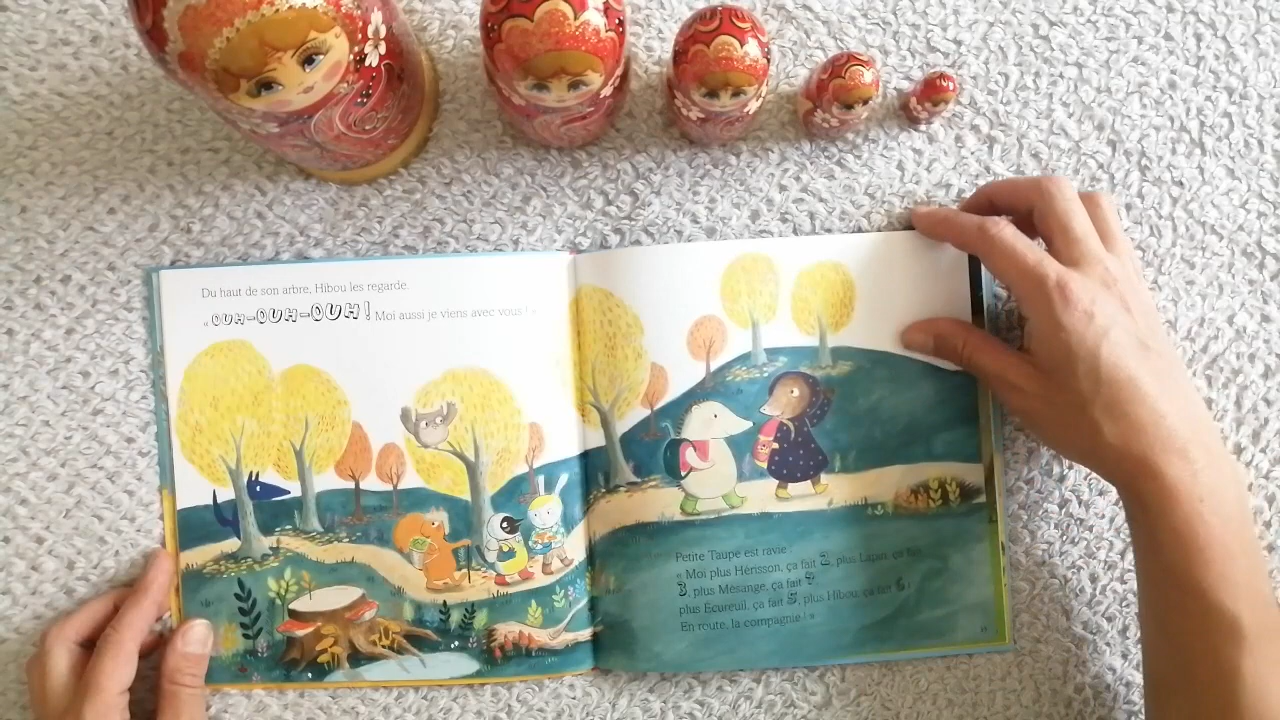 Du haut de son arbre, Hibou les regarde.
« OUH-OUH-OUH ! Moi aussi je viens avec vous ! »
Petite Taupe est ravie :
« Moi plus Hérisson, ça fait 2, plus Lapin, ça fait
3, plus Mésange, ça fait 4,
plus Écureuil, ça fait 5, plus Hibou, ça fait 6 !
En route, la compagnie ! »